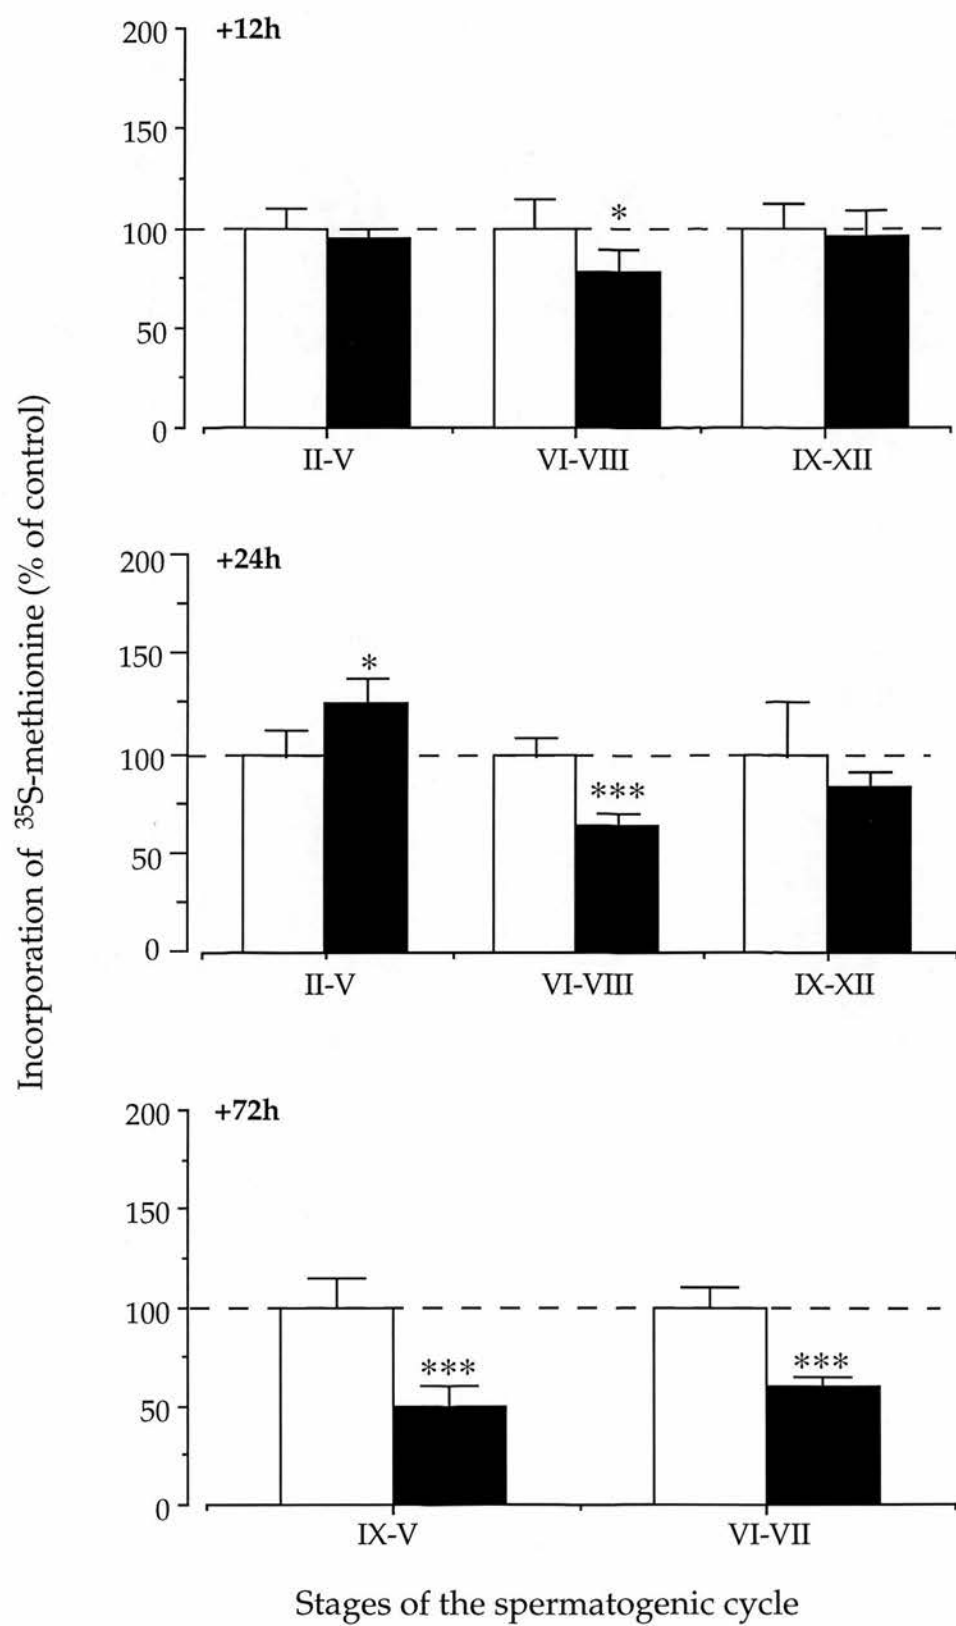 Incorporation of ³⁵S-methionine (% of control)
+12h
200
150
100
50
0
*
II-V VI-VIII IX-XII
+24h
200
150
100
50
0
*
***
II-V VI-VIII IX-XII
+72h
200
150
100
50
0
***
***
IX-V VI-VII
Stages of the spermatogenic cycle